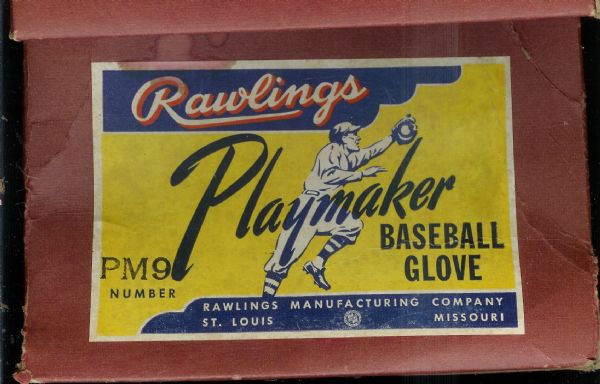 Rawlings
Playmaker
BASEBALL
GLOVE
PM9
NUMBER
RAWLINGS MANUFACTURING COMPANY
ST. LOUIS MISSOURI